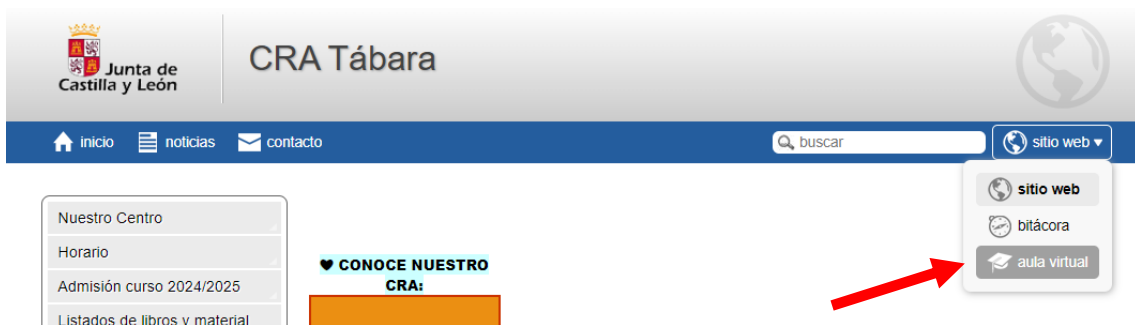 Junta de
Castilla y León
CRA Tábara
inicio
noticias
contacto
buscar
sitio web
sitio web
bitácora
aula virtual
Nuestro Centro
Horario
Admisión curso 2024/2025
Listados de libros y material
♥ CONOCE NUESTRO
CRA: